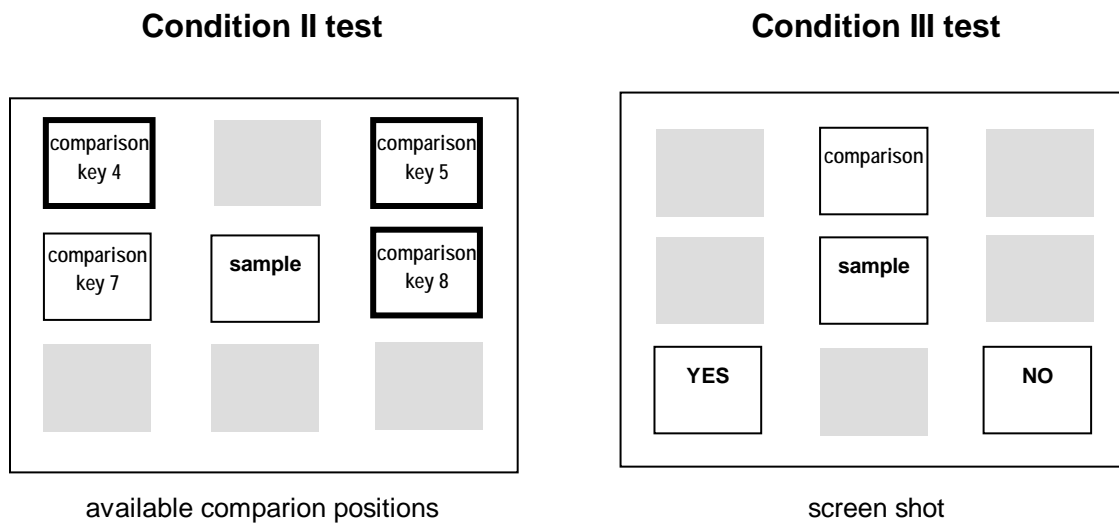 Condition II test
Condition III test
comparison
key 4
comparison
key 5
comparison
key 7
sample
comparison
key 8
available comparion positions
comparison
sample
YES
NO
screen shot